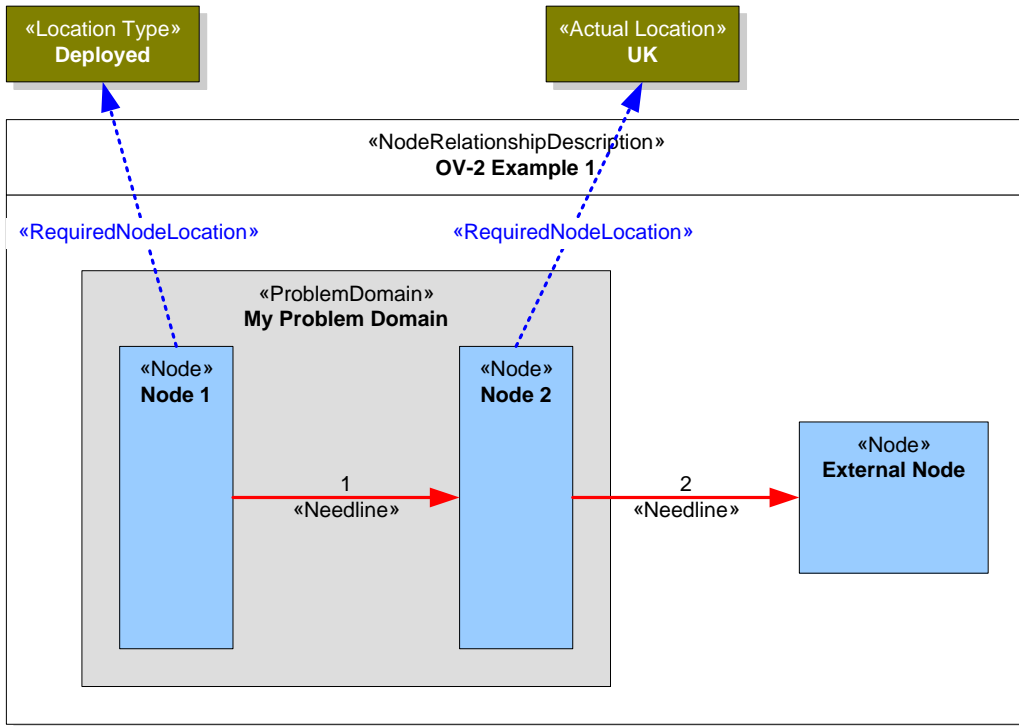 «Location Type»
Deployed
«Actual Location»
UK
«NodeRelationshipDescription»
OV-2 Example 1
«RequiredNodeLocation»
«RequiredNodeLocation»
«ProblemDomain»
My Problem Domain
«Node»
Node 1
«Node»
Node 2
«Node»
External Node
1
«Needline»
2
«Needline»